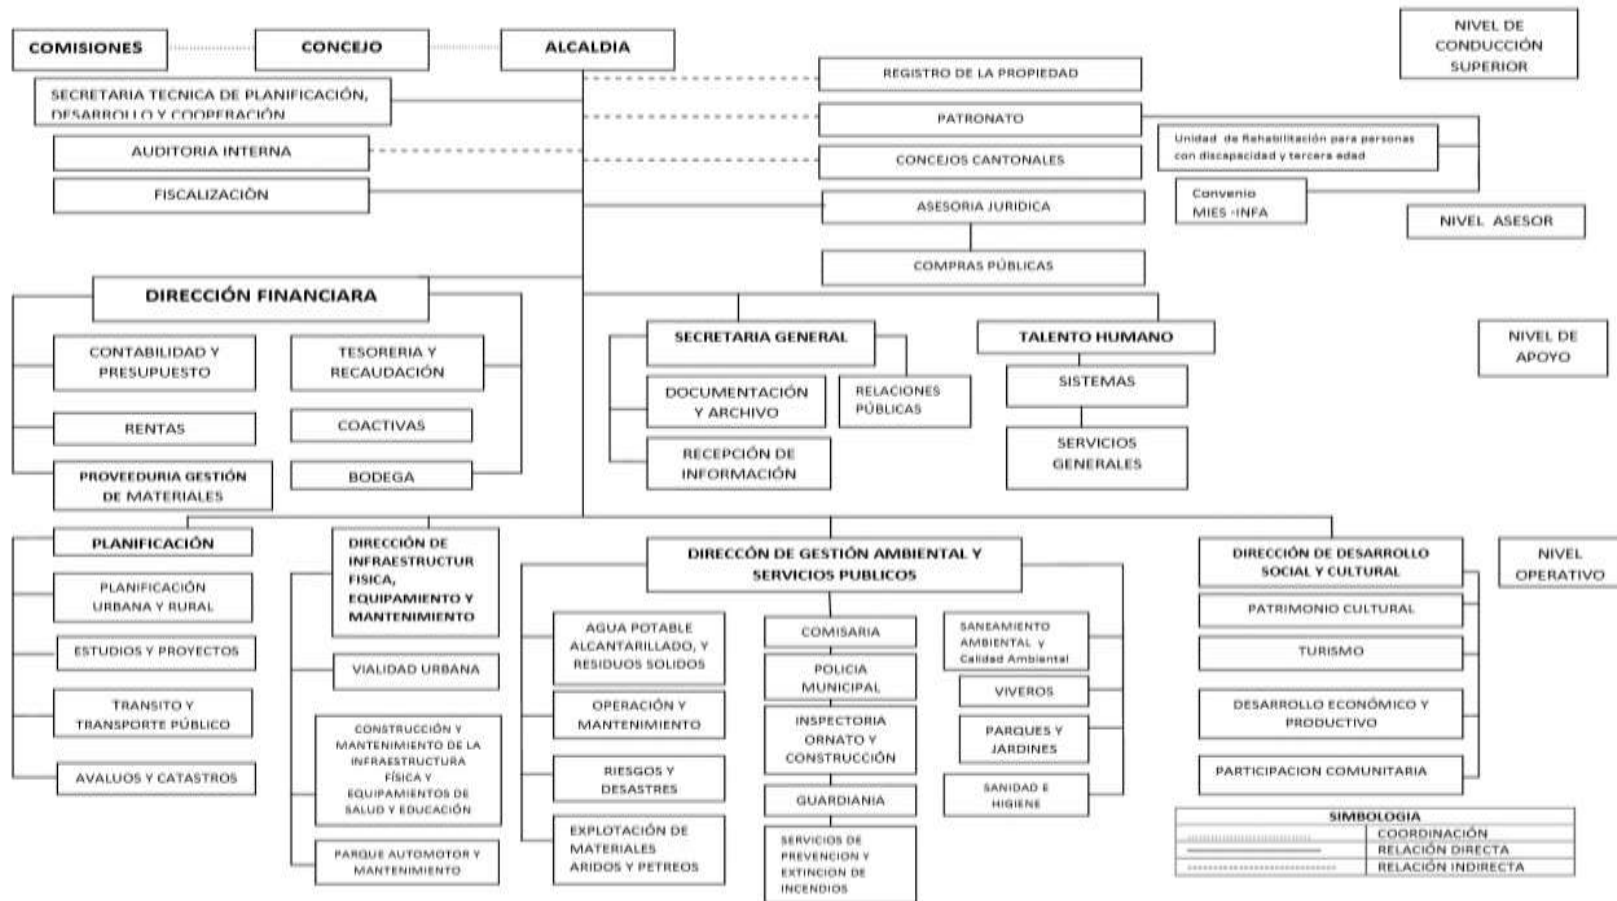 COMISIONES
CONCEJO
ALCALDIA
NIVEL DE
CONDUCCIÓN
SUPERIOR
SECRETARIA TECNICA DE PLANIFICACIÓN,
DESARROLLO Y COOPERACIÓN
AUDITORIA INTERNA
FISCALIZACIÒN
REGISTRO DE LA PROPIEDAD
PATRONATO
CONCEJOS CANTONALES
ASESORIA JURIDICA
COMPRAS PÚBLICAS
Unidad de Rehabilitación para personas
con discapacidad y tercera edad
Convenio
MIES -INFA
NIVEL ASESOR
DIRECCIÓN FINANCIARA
CONTABILIDAD Y
PRESUPUESTO
TESORERIA Y
RECAUDACIÓN
RENTAS
COACTIVAS
PROVEEDURIA GESTIÓN
DE MATERIALES
BODEGA
SECRETARIA GENERAL
DOCUMENTACIÓN
Y ARCHIVO
RELACIONES
PÚBLICAS
RECEPCIÓN DE
INFORMACIÓN
TALENTO HUMANO
SISTEMAS
SERVICIOS
GENERALES
NIVEL DE
APOYO
PLANIFICACIÓN
PLANIFICACIÓN
URBANA Y RURAL
ESTUDIOS Y PROYECTOS
TRANSITO Y
TRANSPORTE PÚBLICO
AVALUOS Y CATASTROS
DIRECCIÓN DE
INFRAESTRUCTUR
FISICA,
EQUIPAMIENTO Y
MANTENIMIENTO
VIALIDAD URBANA
CONSTRUCCIÓN Y
MANTENIMIENTO DE LA
INFRAESTRUCTURA
FÍSICA Y
EQUIPAMIENTOS DE
SALUD Y EDUCACIÓN
PARQUE AUTOMOTOR Y
MANTENIMIENTO
DIRECCÓN DE GESTIÓN AMBIENTAL Y
SERVICIOS PUBLICOS
AGUA POTABLE
ALCANTARILLADO, Y
RESIDUOS SOLIDOS
OPERACIÓN Y
MANTENIMIENTO
RIESGOS Y
DESASTRES
EXPLOTACIÓN DE
MATERIALES
ARIDOS Y PETREOS
COMISARIA
POLICIA
MUNICIPAL
INSPECTORIA
ORNATO Y
CONSTRUCCIÓN
GUARDIANIA
SERVICIOS DE
PREVENCION Y
EXTINCION DE
INCENDIOS
SANEAMIENTO
AMBIENTAL y
Calidad Ambiental
VIVEROS
PARQUES Y
JARDINES
SANIDAD E
HIGIENE
DIRECCIÓN DE DESARROLLO
SOCIAL Y CULTURAL
PATRIMONIO CULTURAL
TURISMO
DESARROLLO ECONÓMICO Y
PRODUCTIVO
PARTICIPACION COMUNITARIA
NIVEL
OPERATIVO
SIMBOLOGIA
COORDINACIÓN
RELACIÓN DIRECTA
RELACIÓN INDIRECTA